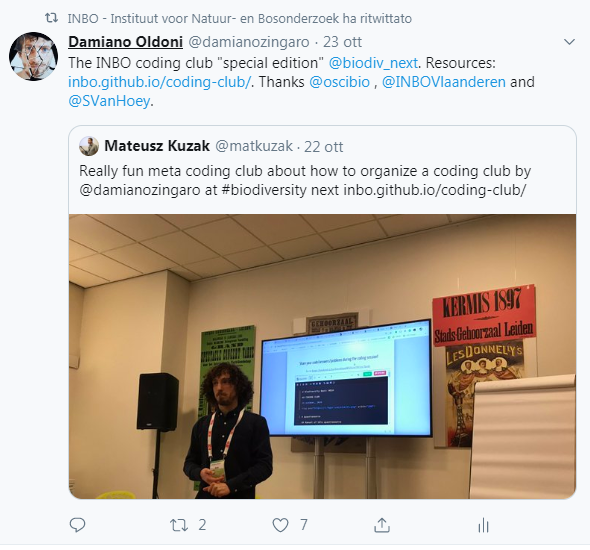 INBO - Instituut voor Natuur- en Bosonderzoek ha ritwittato
Damiano Oldoni @damianozingaro · 23 ott
The INBO coding club "special edition" @biodiv_next. Resources:
inbo.github.io/coding-club/. Thanks @oscibio , @INBOVlaanderen and
@SVanHoey.
Mateusz Kuzak @matkuzak · 22 ott
Really fun meta coding club about how to organize a coding club by
@damianozingaro at #biodiversity next inbo.github.io/coding-club/
KERMIS 1897
Stads-Gehoorzaal Leiden
LES DONNELLY'S
GEHOORZAAL
2
7